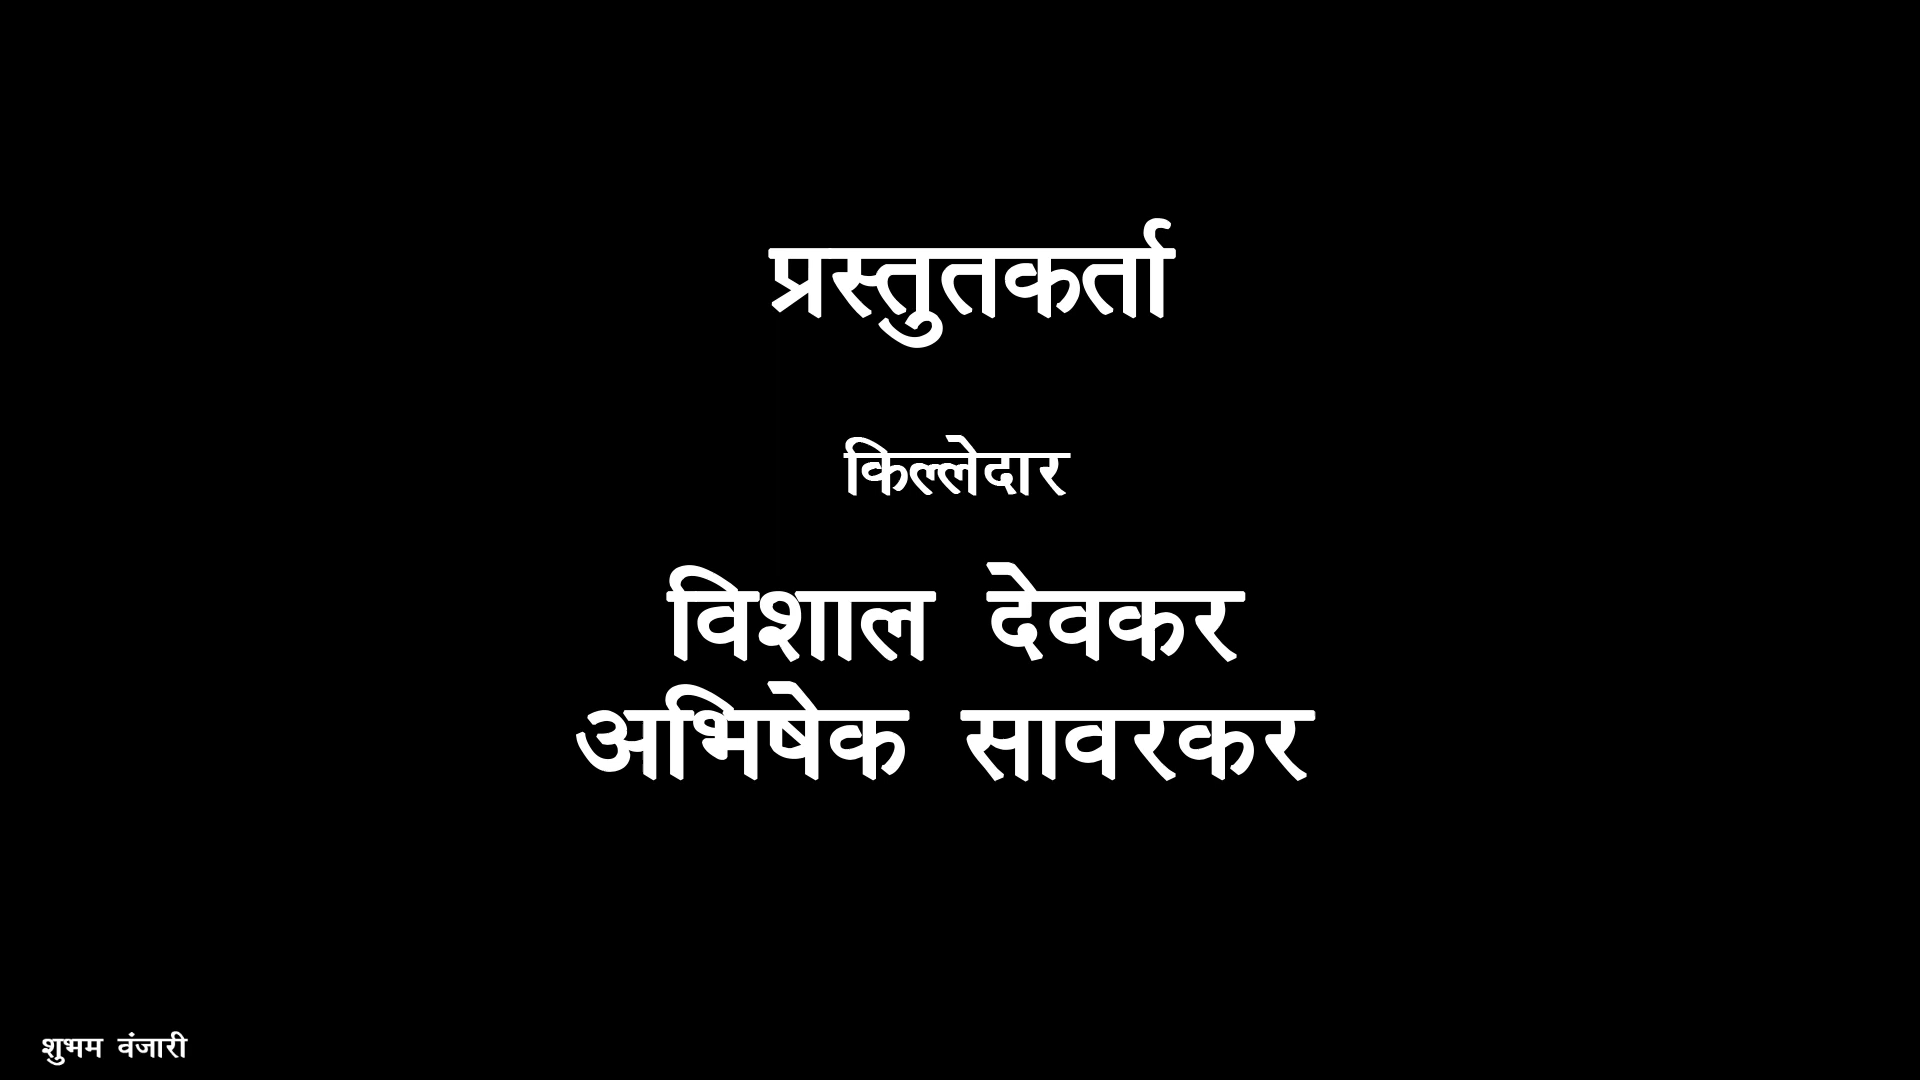 प्रस्तुतकर्ता
किल्लेदार
विशाल देवकर
अभिषेक सावरकर
शुभम वंजारी